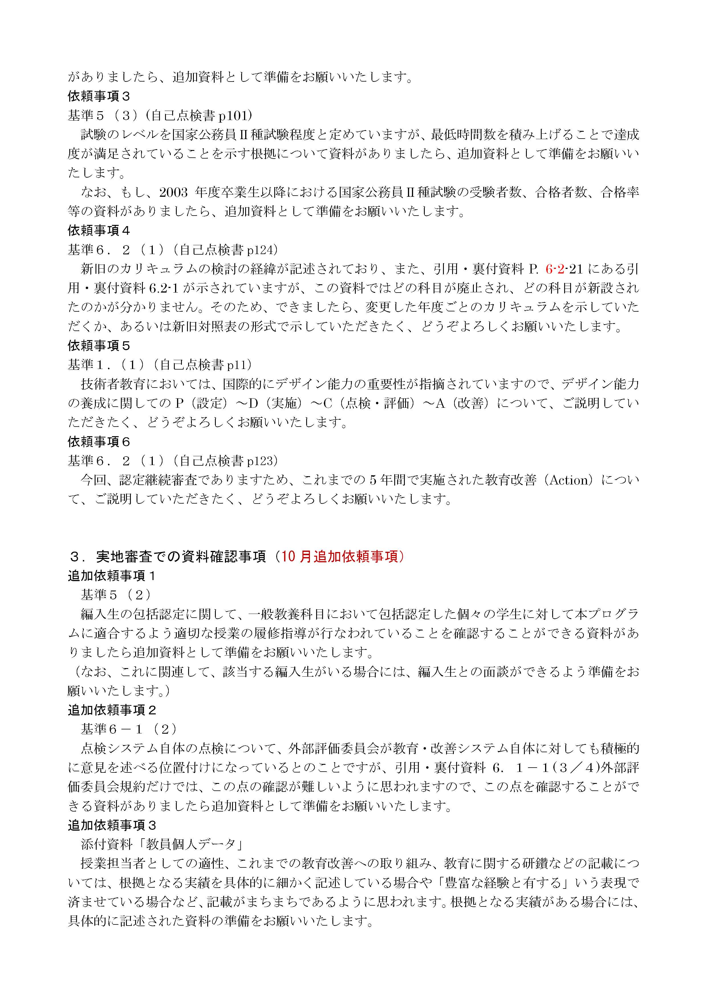 がありましたら、追加資料として準備をお願いいたします。
依頼事項３
基準５（３）(自己点検書 p101)
試験のレベルを国家公務員Ⅱ種試験程度と定めていますが、最低時間数を積み上げることで達成
度が満足されていることを示す根拠について資料がありましたら、追加資料として準備をお願いい
たします。
なお、もし、2003 年度卒業生以降における国家公務員Ⅱ種試験の受験者数、合格者数、合格率
等の資料がありましたら、追加資料として準備をお願いいたします。
依頼事項４
基準６．２（１）（自己点検書 p124）
新旧のカリキュラムの検討の経緯が記述されており、また、引用・裏付資料 P. 6-2-21 にある引
用・裏付資料 6.2-1 が示されていますが、この資料ではどの科目が廃止され、どの科目が新設され
たのかが分かりません。そのため、できましたら、変更した年度ごとのカリキュラムを示していた
だくか、あるいは新旧対照表の形式で示していただきたく、どうぞよろしくお願いいたします。
依頼事項５
基準１．（１）（自己点検書 p11）
技術者教育においては、国際的にデザイン能力の重要性が指摘されていますので、デザイン能力
の養成に関しての P（設定）～D（実施）～C（点検・評価）～A（改善）について、ご説明してい
ただきたく、どうぞよろしくお願いいたします。
依頼事項６
基準６．２（１）（自己点検書 p123）
今回、認定継続審査でありますため、これまでの 5 年間で実施された教育改善（Action）につい
て、ご説明していただきたく、どうぞよろしくお願いいたします。
３．実地審査での資料確認事項（10 月追加依頼事項）
追加依頼事項１
基準５（２）
編入生の包括認定に関して、一般教養科目において包括認定した個々の学生に対して本プログラ
ムに適合するよう適切な授業の履修指導が行なわれていることを確認することができる資料があ
りましたら追加資料として準備をお願いいたします。
（なお、これに関連して、該当する編入生がいる場合には、編入生との面談ができるよう準備をお
願いいたします。）
追加依頼事項２
基準６－１（２）
点検システム自体の点検について、外部評価委員会が教育・改善システム自体に対しても積極的
に意見を述べる位置付けになっているとのことですが、引用・裏付資料 6．１－１(３／４)外部評
価委員会規約だけでは、この点の確認が難しいように思われますので、この点を確認することがで
きる資料がありましたら追加資料として準備をお願いいたします。
追加依頼事項３
添付資料「教員個人データ」
授業担当者としての適性、これまでの教育改善への取り組み、教育に関する研鑽などの記載につ
いては、根拠となる実績を具体的に細かく記述している場合や「豊富な経験と有する」いう表現で
済ませている場合など、記載がまちまちであるように思われます。根拠となる実績がある場合には、
具体的に記述された資料の準備をお願いいたします。